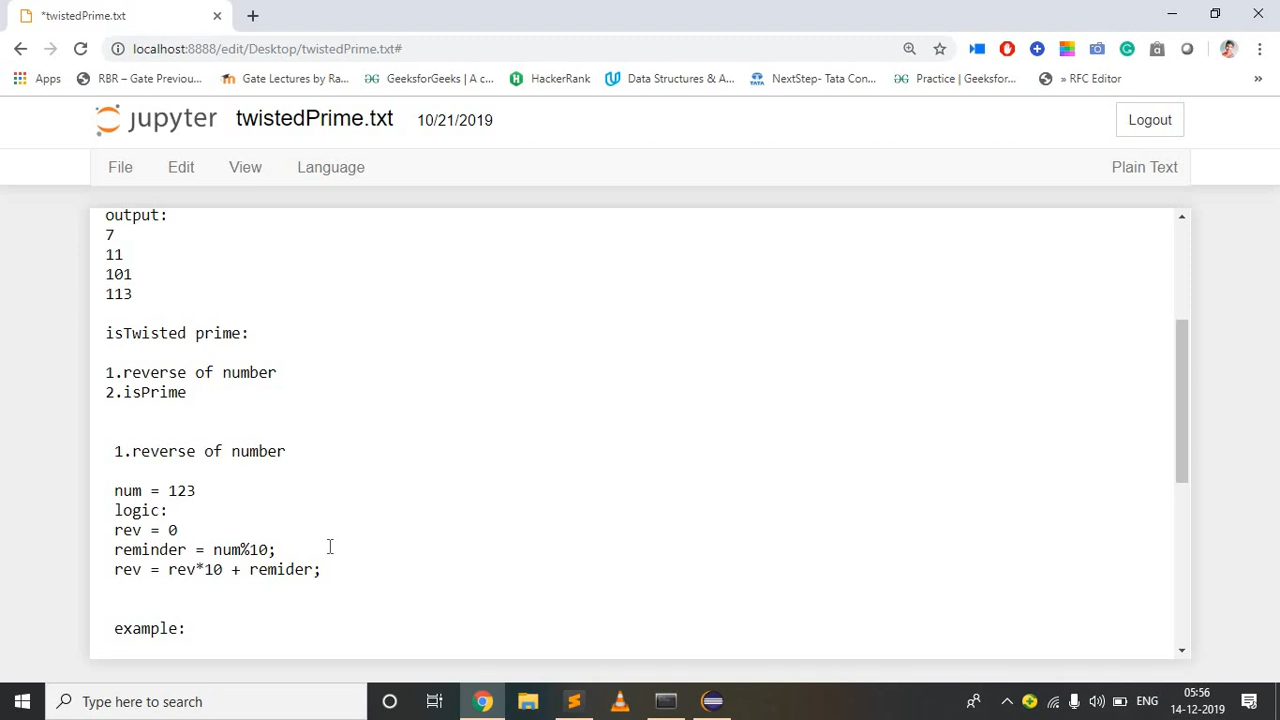 *twistedPrime.txt
localhost:8888/edit/Desktop/twistedPrime.txt#
Apps RBR – Gate Previou... Gate Lectures by Ra... GeeksforGeeks | A c... HackerRank Data Structures & A... NextStep- Tata Con... Practice | Geeksfor... » RFC Editor »
jupyter twistedPrime.txt 10/21/2019 Logout
File Edit View Language Plain Text
output:
7
11
101
113
isTwisted prime:
1.reverse of number
2.isPrime
1.reverse of number
num = 123
logic:
rev = 0
reminder = num%10;
rev = rev*10 + remider;
example:
Type here to search ENG 05:56
14-12-2019